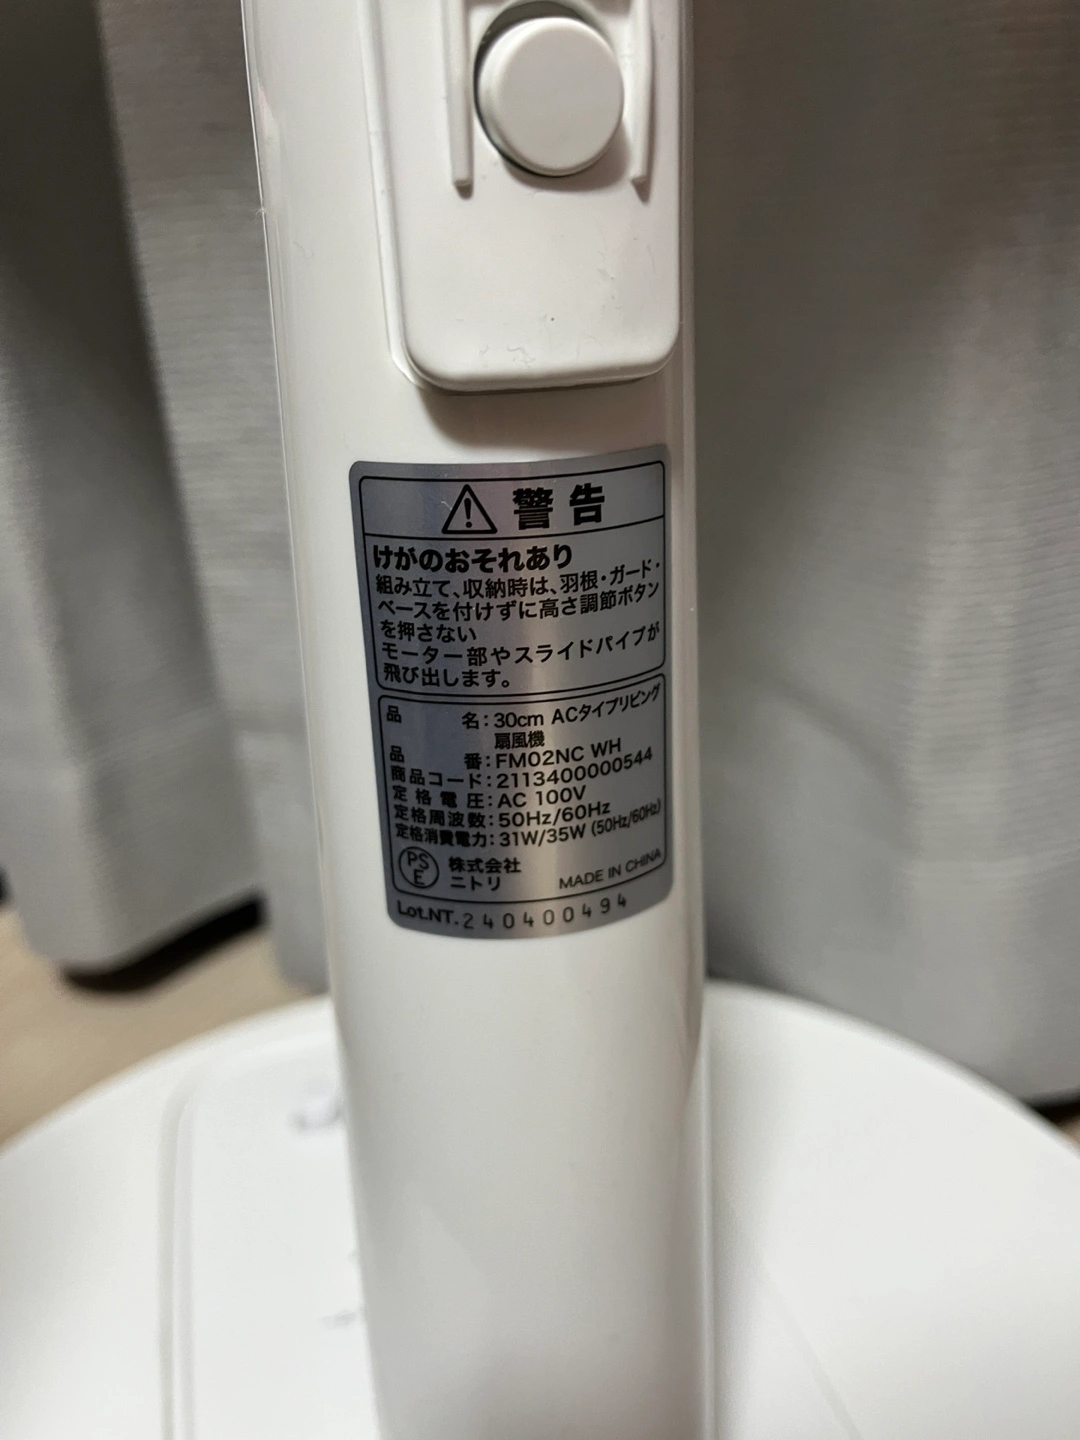 警告
けがのおそれあり
組み立て、収納時は、羽根・ガード・
ベースを付けずに高さ調節ボタン
を押さない
モーター部やスライドパイプが
飛び出します。
品名：30cm ACタイプリビング
扇風機
品番：FM02NC WH
商品コード：2113400000544
定格電圧：AC 100V
定格周波数：50Hz/60Hz
定格消費電力：31W/35W (50Hz/60Hz)
PS
E
株式会社
ニトリ
MADE IN CHINA
Lot.NT.240400494